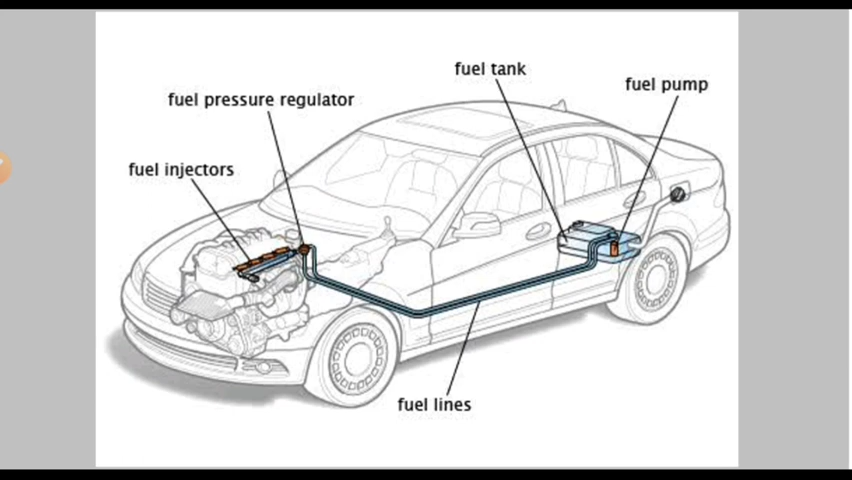 fuel tank
fuel pump
fuel pressure regulator
fuel injectors
fuel lines